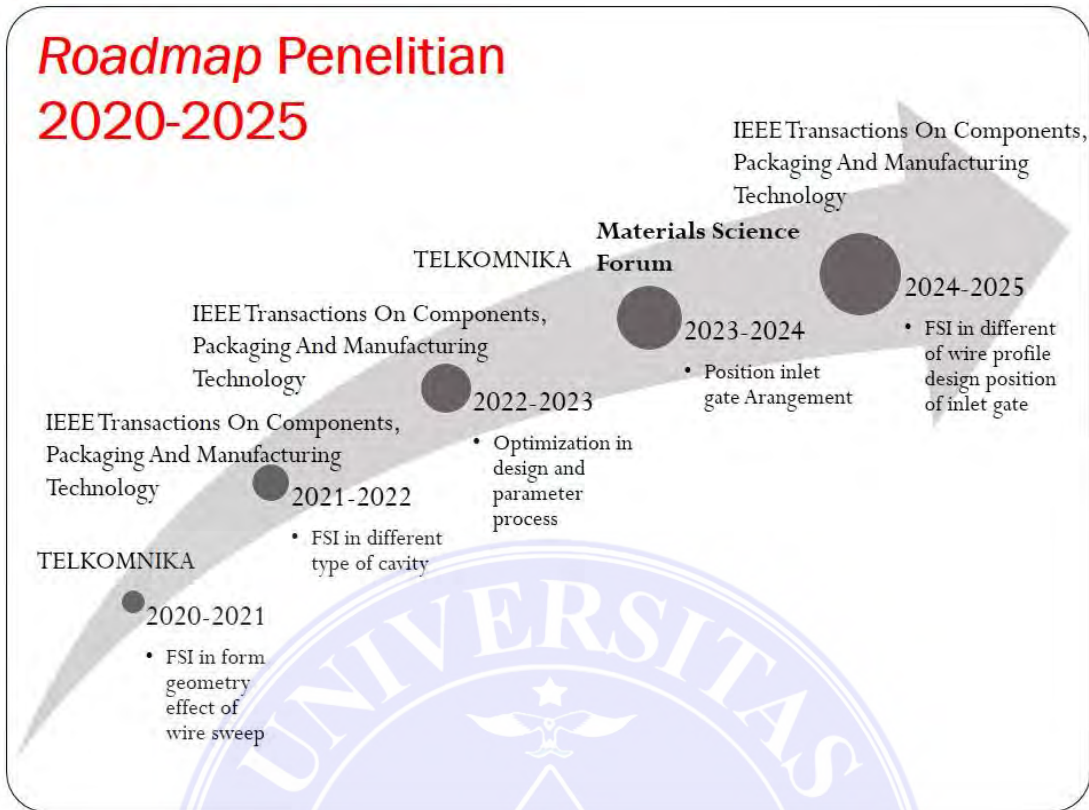 Roadmap Penelitian
2020-2025
TELKOMNIKA
2020-2021
• FSI in form
geometry
effect of
wire sweep
IEEE Transactions On Components,
Packaging And Manufacturing
Technology
2021-2022
• FSI in different
type of cavity
IEEE Transactions On Components,
Packaging And Manufacturing
Technology
2022-2023
• Optimization in
design and
parameter
process
TELKOMNIKA
Materials Science
Forum
2023-2024
• Position inlet
gate Arangement
IEEE Transactions On Components,
Packaging And Manufacturing
Technology
2024-2025
• FSI in different
of wire profile
design position
of inlet gate
UNIVERSITAS